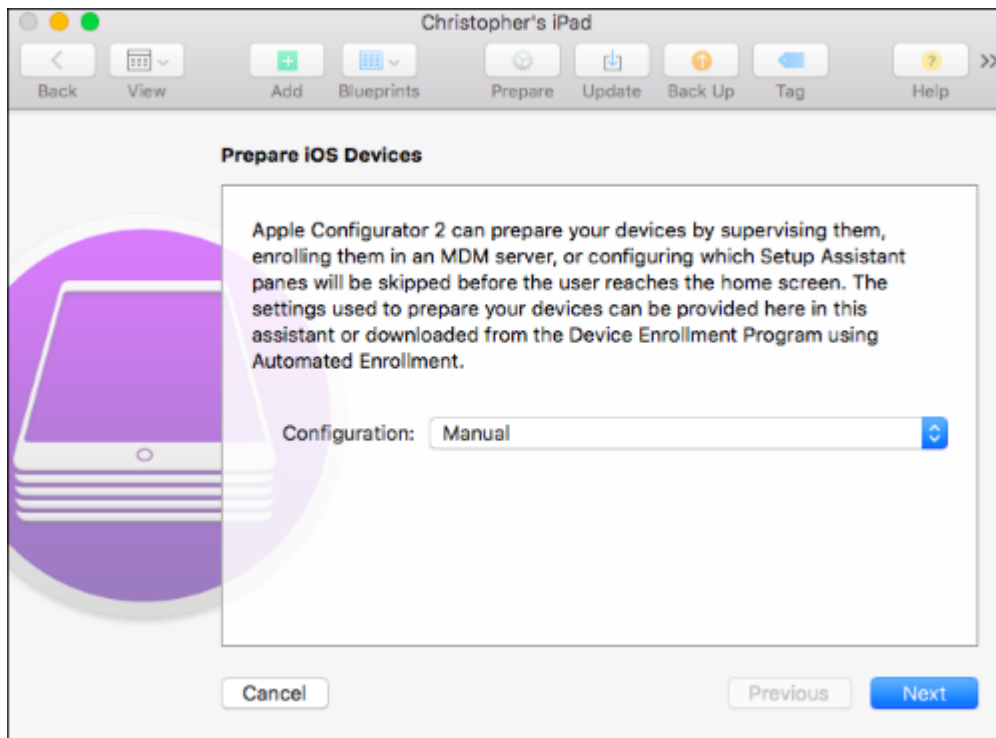 Christopher's iPad
Back View Add Blueprints Prepare Update Back Up Tag Help
Prepare iOS Devices
Apple Configurator 2 can prepare your devices by supervising them,
enrolling them in an MDM server, or configuring which Setup Assistant
panes will be skipped before the user reaches the home screen. The
settings used to prepare your devices can be provided here in this
assistant or downloaded from the Device Enrollment Program using
Automated Enrollment.
Configuration: Manual
Cancel Previous Next